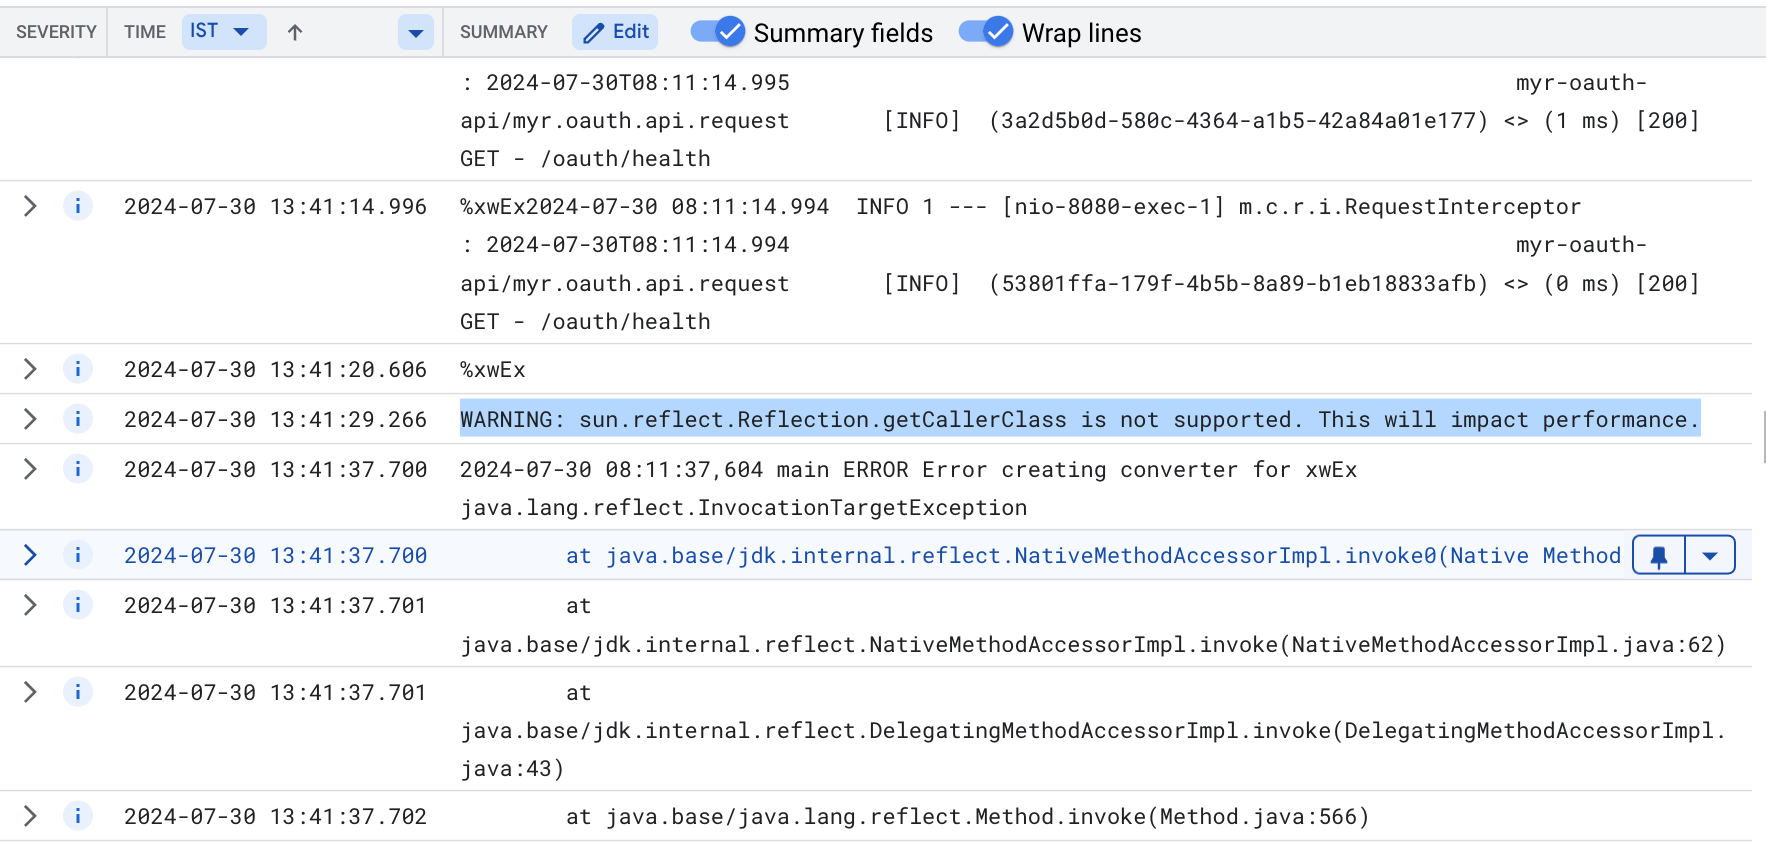 SEVERITY TIME IST SUMMARY Edit Summary fields Wrap lines
: 2024-07-30T08:11:14.995 myr-oauth-
api/myr.oauth.api.request [INFO] (3a2d5b0d-580c-4364-a1b5-42a84a01e177) <> (1 ms) [200]
GET - /oauth/health
2024-07-30 13:41:14.996 %xwEx2024-07-30 08:11:14.994 INFO 1 --- [nio-8080-exec-1] m.c.r.i.RequestInterceptor
: 2024-07-30T08:11:14.994 myr-oauth-
api/myr.oauth.api.request [INFO] (53801ffa-179f-4b5b-8a89-b1eb18833afb) <> (0 ms) [200]
GET - /oauth/health
2024-07-30 13:41:20.606 %xwEx
2024-07-30 13:41:29.266 WARNING: sun.reflect.Reflection.getCallerClass is not supported. This will impact performance.
2024-07-30 13:41:37.700 2024-07-30 08:11:37,604 main ERROR Error creating converter for xwEx
java.lang.reflect.InvocationTargetException
2024-07-30 13:41:37.700 at java.base/jdk.internal.reflect.NativeMethodAccessorImpl.invoke0(Native Method
2024-07-30 13:41:37.701 at
java.base/jdk.internal.reflect.NativeMethodAccessorImpl.invoke(NativeMethodAccessorImpl.java:62)
2024-07-30 13:41:37.701 at
java.base/jdk.internal.reflect.DelegatingMethodAccessorImpl.invoke(DelegatingMethodAccessorImpl.
java:43)
2024-07-30 13:41:37.702 at java.base/java.lang.reflect.Method.invoke(Method.java:566)